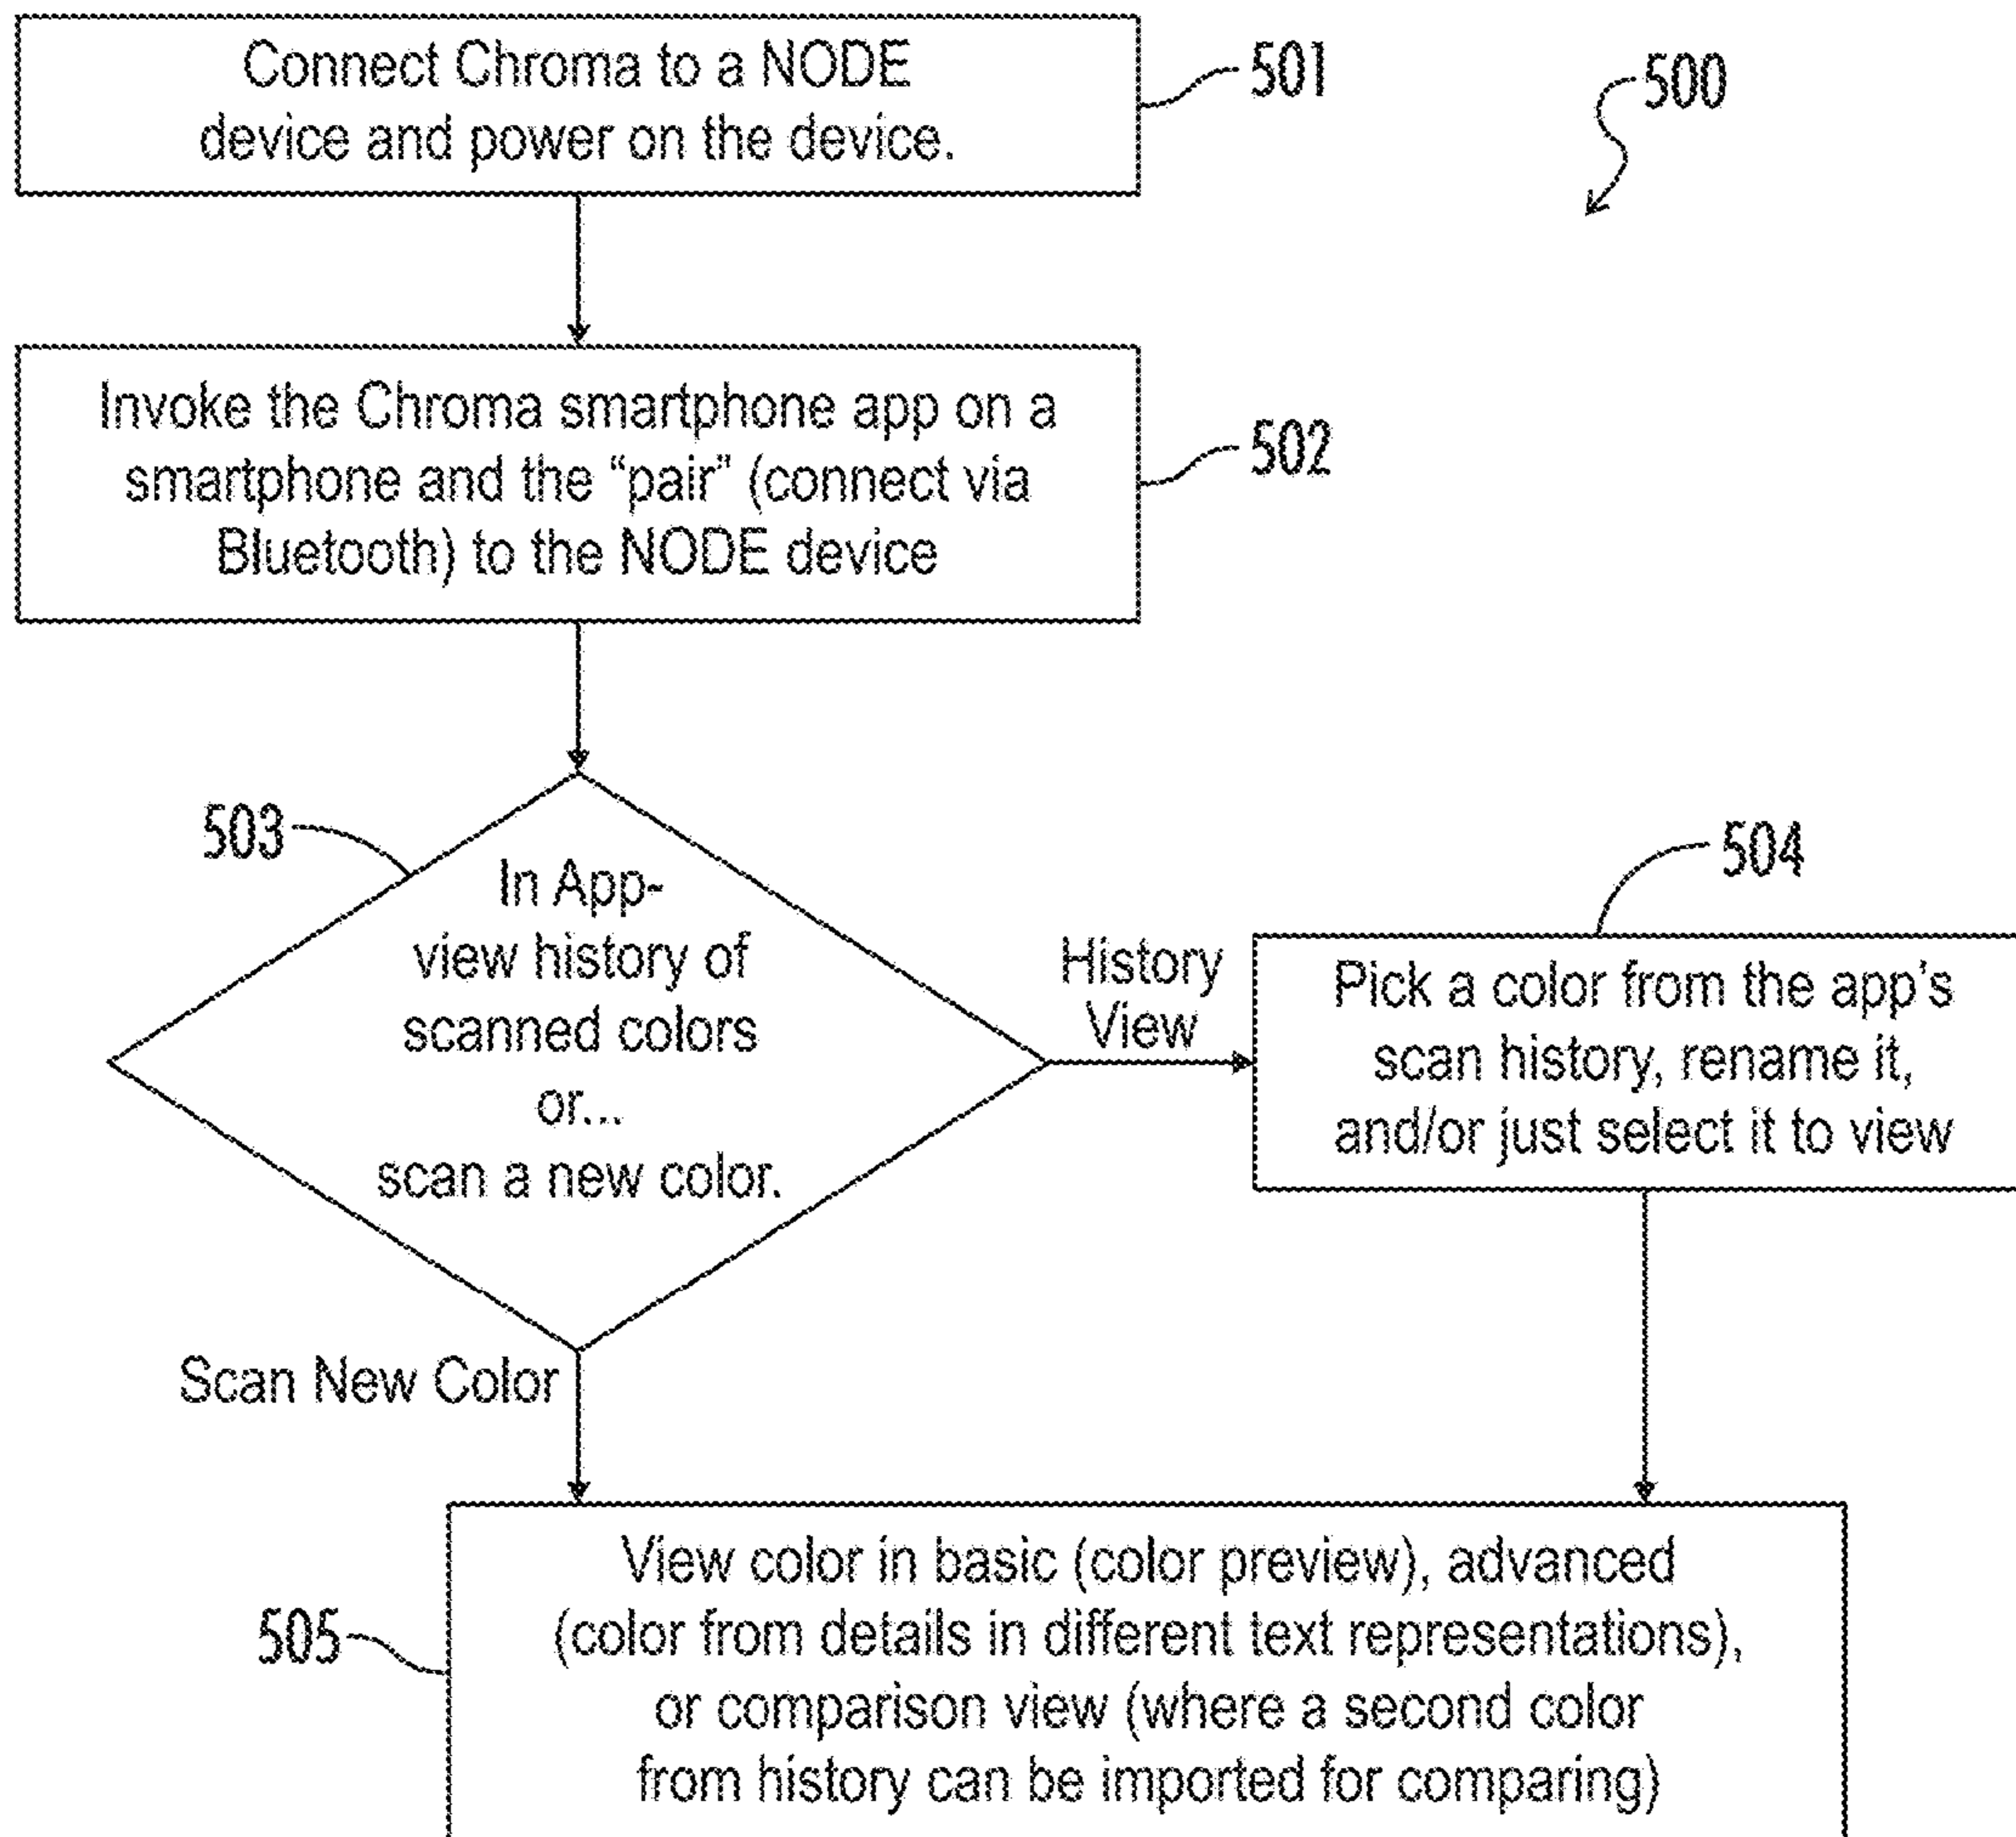 Connect Chroma to a NODE
device and power on the device.
501
500
Invoke the Chroma smartphone app on a
smartphone and the “pair” (connect via
Bluetooth) to the NODE device
502
503
In App-
view history of
scanned colors
or...
scan a new color.
History
View
504
Pick a color from the app's
scan history, rename it,
and/or just select it to view
Scan New Color
505
View color in basic (color preview), advanced
(color from details in different text representations),
or comparison view (where a second color
from history can be imported for comparing)